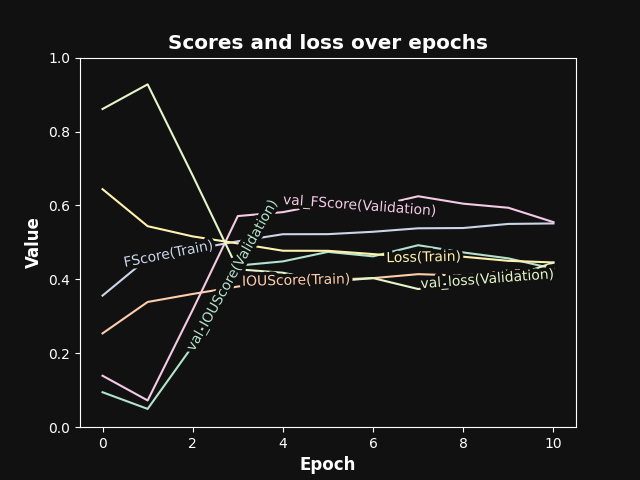 Scores and loss over epochs
1.0
0.8
0.6
0.4
0.2
0.0
Value
val_FScore(Validation)
FScore(Train)
val_IOUScore(Validation)
Loss(Train)
IOUScore(Train)
val_loss(Validation)
0 2 4 6 8 10
Epoch